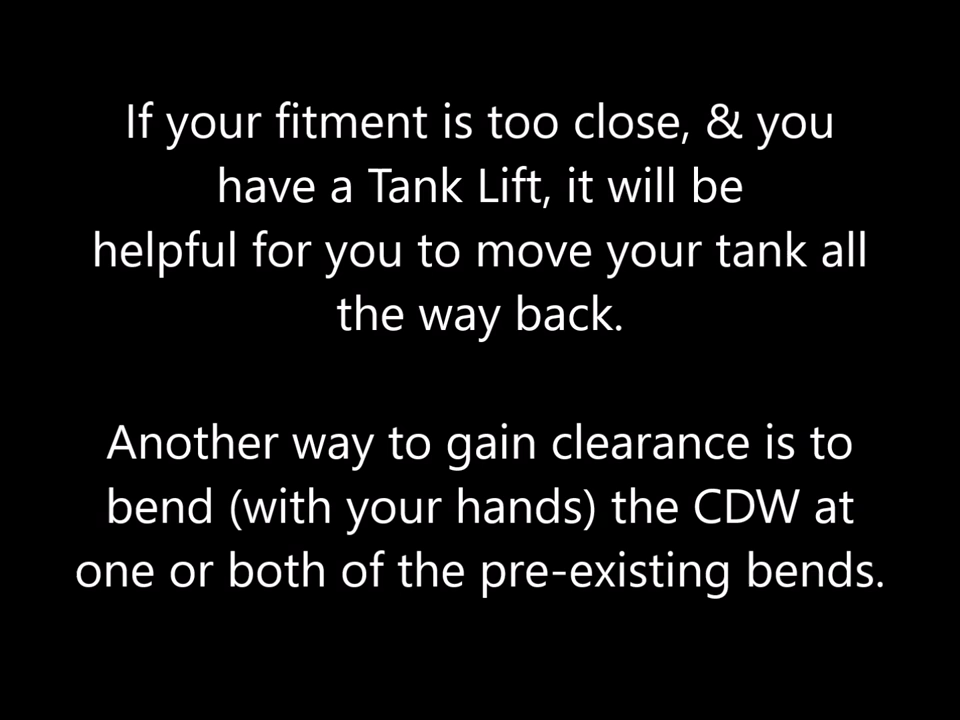 If your fitment is too close, & you
have a Tank Lift, it will be
helpful for you to move your tank all
the way back.
Another way to gain clearance is to
bend (with your hands) the CDW at
one or both of the pre-existing bends.